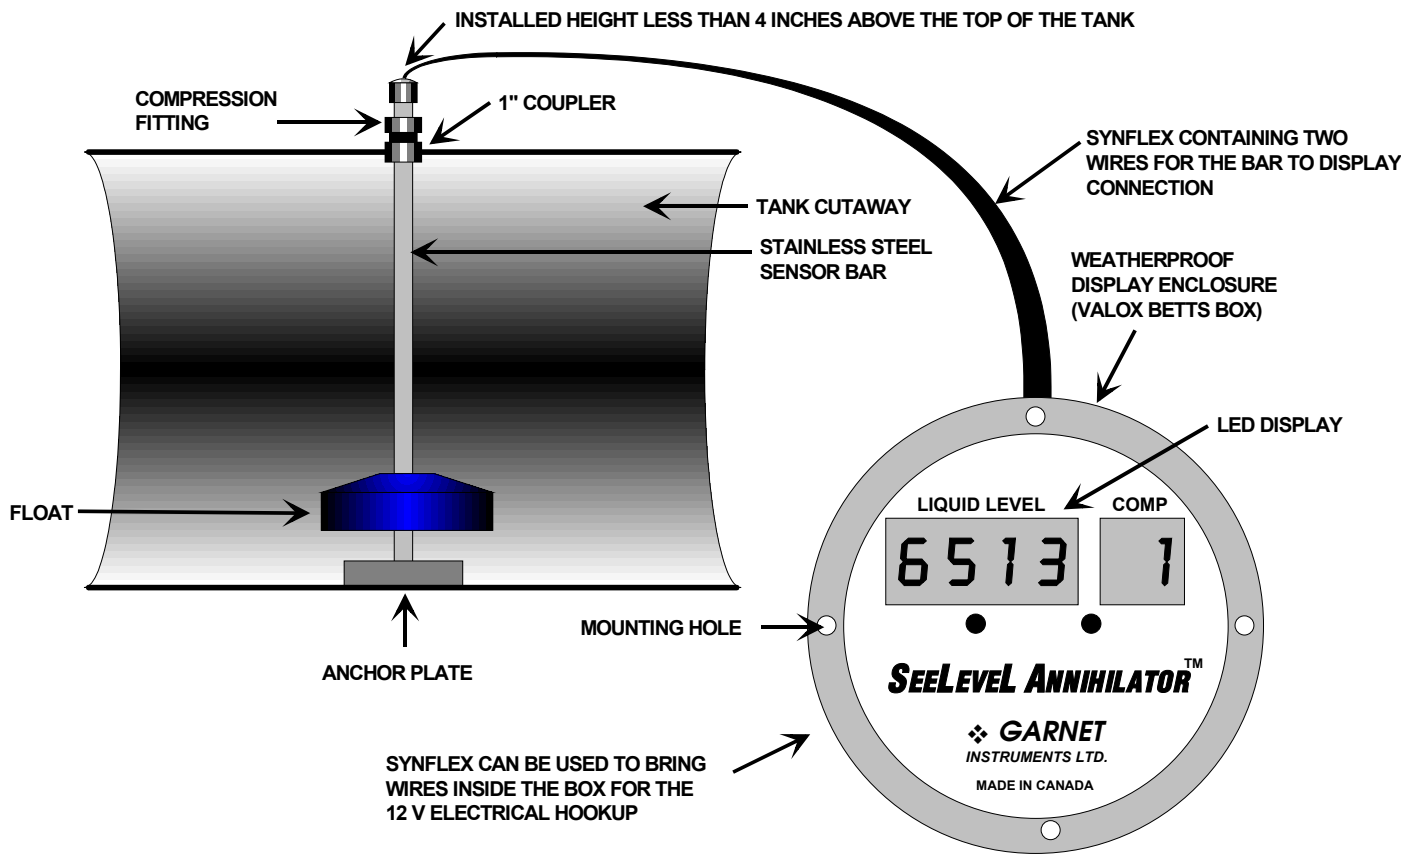 INSTALLED HEIGHT LESS THAN 4 INCHES ABOVE THE TOP OF THE TANK
COMPRESSION
FITTING
1" COUPLER
SYNFLEX CONTAINING TWO
WIRES FOR THE BAR TO DISPLAY
CONNECTION
TANK CUTAWAY
STAINLESS STEEL
SENSOR BAR
WEATHERPROOF
DISPLAY ENCLOSURE
(VALOX BETTS BOX)
LED DISPLAY
FLOAT
LIQUID LEVEL
COMP
6513
1
MOUNTING HOLE
ANCHOR PLATE
SEELEVEL ANNIHILATOR™
GARNET
INSTRUMENTS LTD.
MADE IN CANADA
SYNFLEX CAN BE USED TO BRING
WIRES INSIDE THE BOX FOR THE
12 V ELECTRICAL HOOKUP